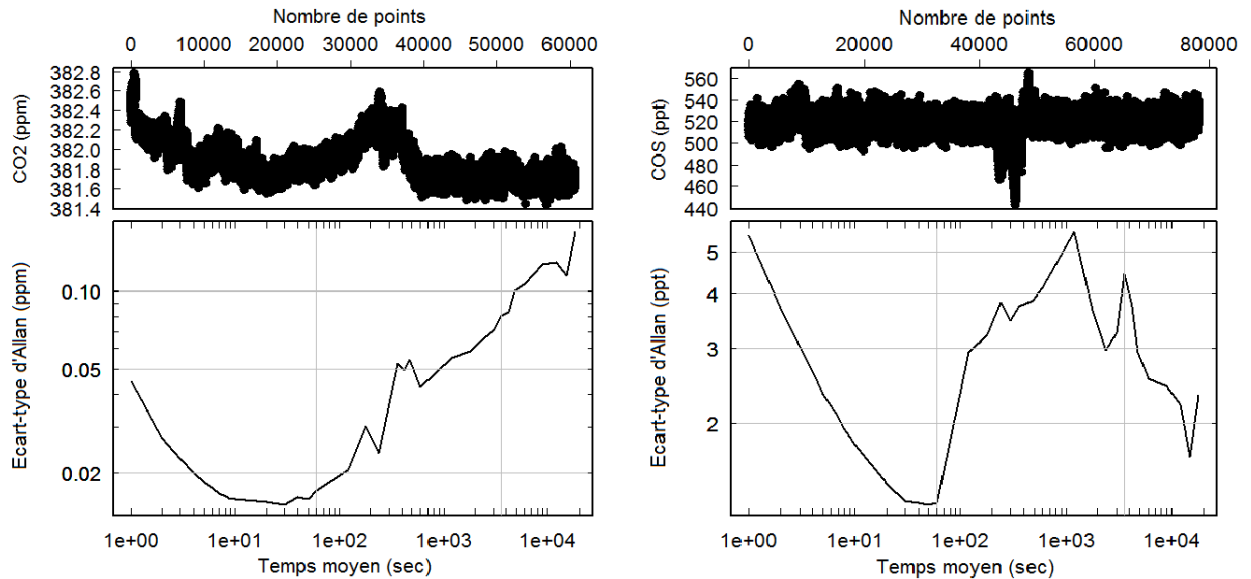 Nombre de points
0 10000 20000 30000 40000 50000 60000
382.8
382.6
382.4
382.2
382.0
381.8
381.6
381.4
CO2 (ppm)
0.10
0.05
0.02
Ecart-type d'Allan (ppm)
1e+00 1e+01 1e+02 1e+03 1e+04
Temps moyen (sec)
Nombre de points
0 20000 40000 60000 80000
560
540
520
500
480
460
440
COS (ppt)
5
4
3
2
Ecart-type d'Allan (ppt)
1e+00 1e+01 1e+02 1e+03 1e+04
Temps moyen (sec)